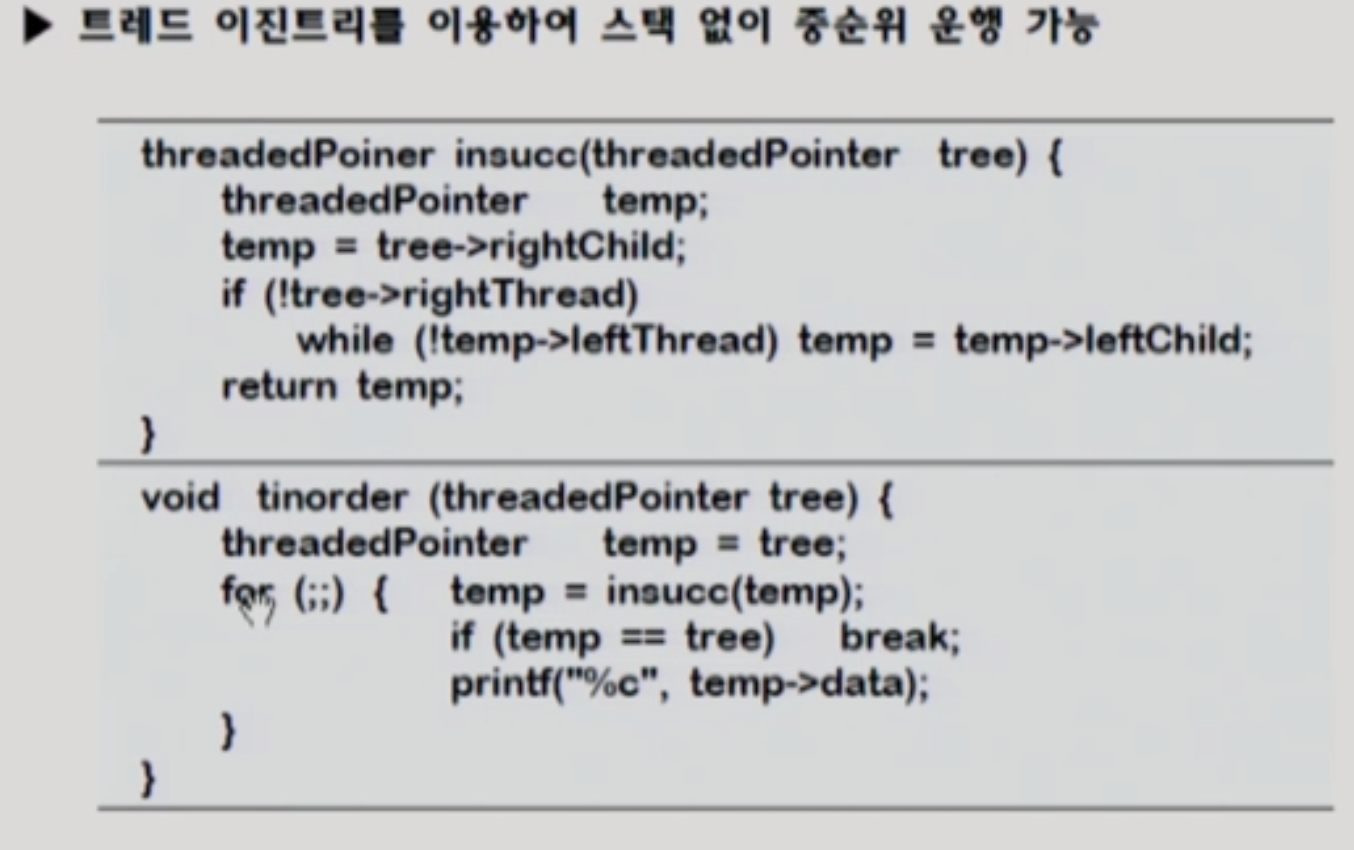 ▶ 트레드 이진트리를 이용하여 스택 없이 중순위 운행 가능
threadedPoiner insucc(threadedPointer tree) {
threadedPointer temp;
temp = tree->rightChild;
if (!tree->rightThread)
while (!temp->leftThread) temp = temp->leftChild;
return temp;
}
void tinorder (threadedPointer tree) {
threadedPointer temp = tree;
for (;;) { temp = insucc(temp);
if (temp == tree) break;
printf("%c", temp->data);
}
}